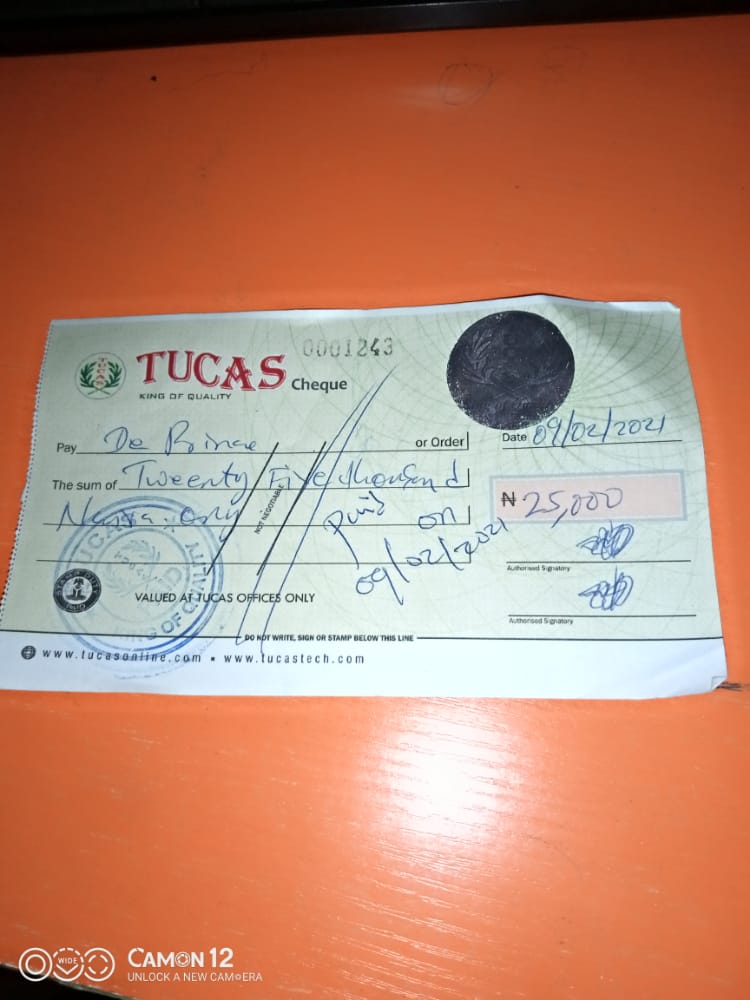 0001243
TUCAS Cheque
KING OF QUALITY
Pay De Prince or Order
Date 09/02/2021
The sum of Tweenty Five thousand
Naira only
₦ 25,000
NOT NEGOTIABLE
Paid on
09/02/2021
Authorised Signatory
Authorised Signatory
TUCAS
VALUED AT TUCAS OFFICES ONLY
DO NOT WRITE, SIGN OR STAMP BELOW THIS LINE
www.tucasonline.com • www.tucastech.com
WIDE
CAMON 12
UNLOCK A NEW CAMERA